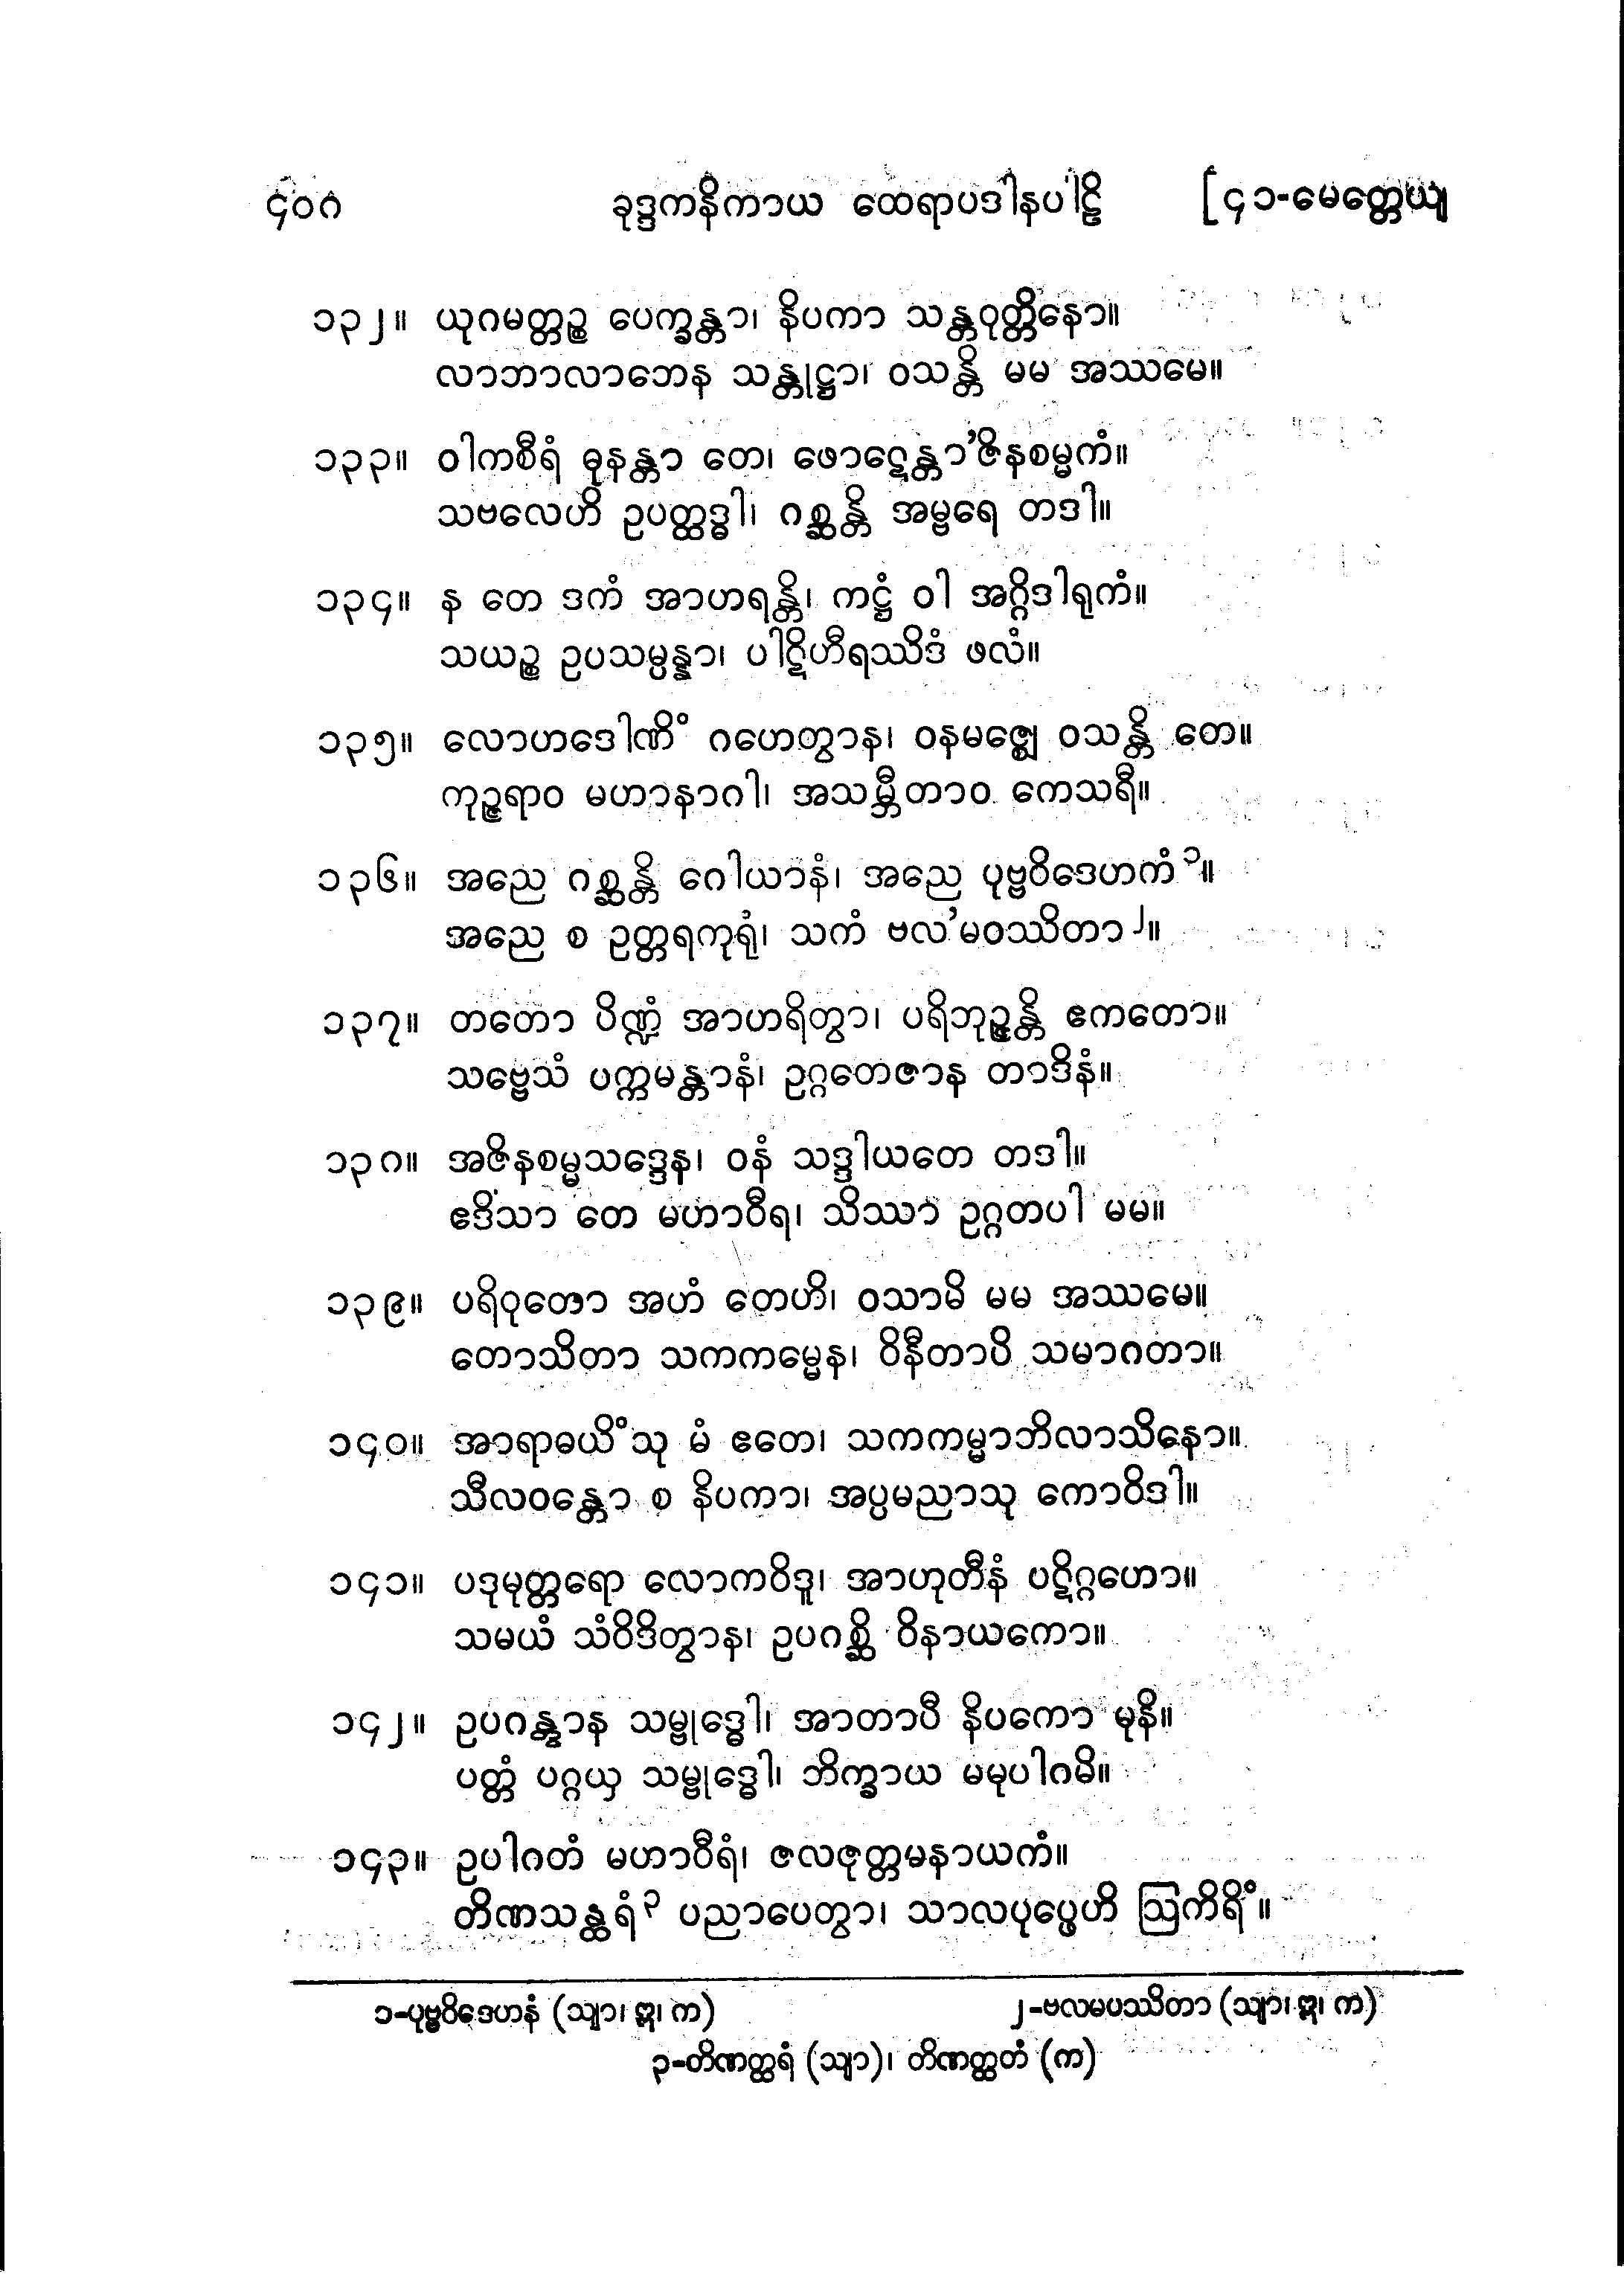 ၄၀၈ ခုဒ္ဒကနိကာယ ထေရာပဒါနပါဠိ [၄၁-မေတ္တေယျ
၁၃၂။ ယုဂမတ္တဉ္စ ပေက္ခန္တာ၊ နိပကာ သန္တဝုတ္တိနော။
လာဘာလာဘေန သန္တုဋ္ဌာ၊ ဝသန္တိ မမ အဿမေ။
၁၃၃။ ဝါကစီရံ ဓုနန္တာ တေ၊ ဖောဋေန္တာ’ဇိနစမ္မကံ။
သဗလေဟိ ဥပတ္ထဒ္ဓါ၊ ဂစ္ဆန္တိ အမ္ဗရေ တဒါ။
၁၃၄။ န တေ ဒကံ အာဟရန္တိ၊ ကဋ္ဌံ ဝါ အဂ္ဂိဒါရုကံ။
သယဉ္စ ဥပသမ္ပန္နာ၊ ပါဋိဟီရဿိဒံ ဖလံ။
၁၃၅။ လောဟဒေါဏိံ ဂဟေတွာန၊ ဝနမဇ္ဈေ ဝသန္တိ တေ။
ကုဉ္ဇရာဝ မဟာနာဂါ၊ အသမ္ဘီတာဝ ကေသရီ။
၁၃၆။ အညေ ဂစ္ဆန္တိ ဂေါယာနံ၊ အညေ ပုဗ္ဗဝိဒေဟကံ၁။
အညေ စ ဥတ္တရကုရုံ၊ သကံ ဗလ’မဝဿိတာ၂။
၁၃၇။ တတော ပိဏ္ဍံ အာဟရိတွာ၊ ပရိဘုဉ္ဇန္တိ ဧကတော။
သဗ္ဗေသံ ပက္ကမန္တာနံ၊ ဥဂ္ဂတေဇာန တာဒိနံ။
၁၃၈။ အဇိနစမ္မသဒ္ဒေန၊ ဝနံ သဒ္ဒါယတေ တဒါ။
ဧဒိသာ တေ မဟာဝီရ၊ သိဿာ ဥဂ္ဂတပါ မမ။
၁၃၉။ ပရိဝုတော အဟံ တေဟိ၊ ဝသာမိ မမ အဿမေ။
တောသိတာ သကကမ္မေန၊ ဝိနီတာပိ သမာဂတာ။
၁၄၀။ အာရာဓယိံသု မံ ဧတေ၊ သကကမ္မာဘိလာသိနော။
သီလဝန္တော စ နိပကာ၊ အပ္ပမညာသု ကောဝိဒါ။
၁၄၁။ ပဒုမုတ္တရော လောကဝိဒူ၊ အာဟုတီနံ ပဋိဂ္ဂဟော။
သမယံ သံဝိဒိတွာန၊ ဥပဂစ္ဆိ ဝိနာယကော။
၁၄၂။ ဥပဂန္တွာန သမ္ဗုဒ္ဓေါ၊ အာတာပီ နိပကော မုနိ။
ပတ္တံ ပဂ္ဂယှ သမ္ဗုဒ္ဓေါ၊ ဘိက္ခာယ မမုပါဂမိ။
၁၄၃။ ဥပါဂတံ မဟာဝီရံ၊ ဇလဇုတ္တမနာယကံ။
တိဏသန္ထရံ၃ ပညာပေတွာ၊ သာလပုပ္ဖေဟိ ဩကိရိံ။
၁-ပုဗ္ဗဝိဒေဟနံ (သျာ၊ ဣ၊ က) ၂-ဗလမပဿိတာ (သျာ၊ ဣ၊ က)
၃-တိဏတ္ထရံ (သျာ)၊ တိဏတ္ထတံ (က)